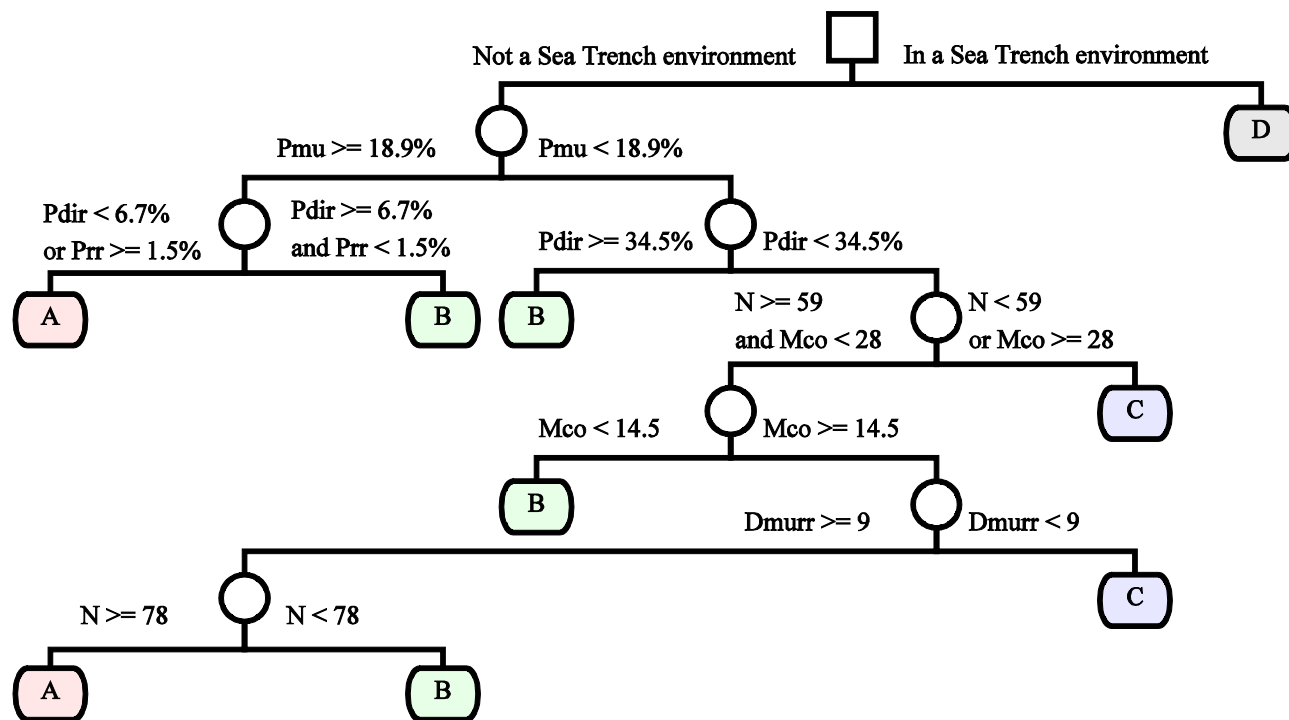 Not a Sea Trench environment
In a Sea Trench environment
D
Pmu >= 18.9%
Pmu < 18.9%
Pdir < 6.7%
or Prr >= 1.5%
Pdir >= 6.7%
and Prr < 1.5%
Pdir >= 34.5%
Pdir < 34.5%
A
B
B
N >= 59
and Mco < 28
N < 59
or Mco >= 28
Mco < 14.5
Mco >= 14.5
C
B
Dmurr >= 9
Dmurr < 9
C
N >= 78
N < 78
A
B